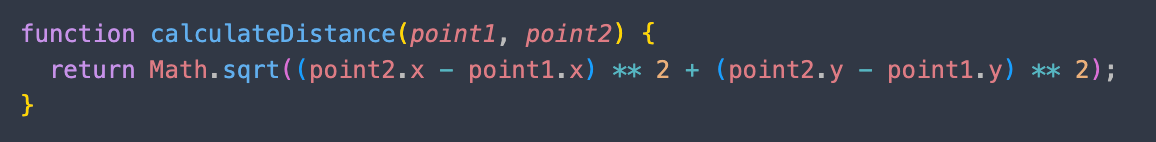 function calculateDistance(point1, point2) {
  return Math.sqrt((point2.x - point1.x) ** 2 + (point2.y - point1.y) ** 2);
}